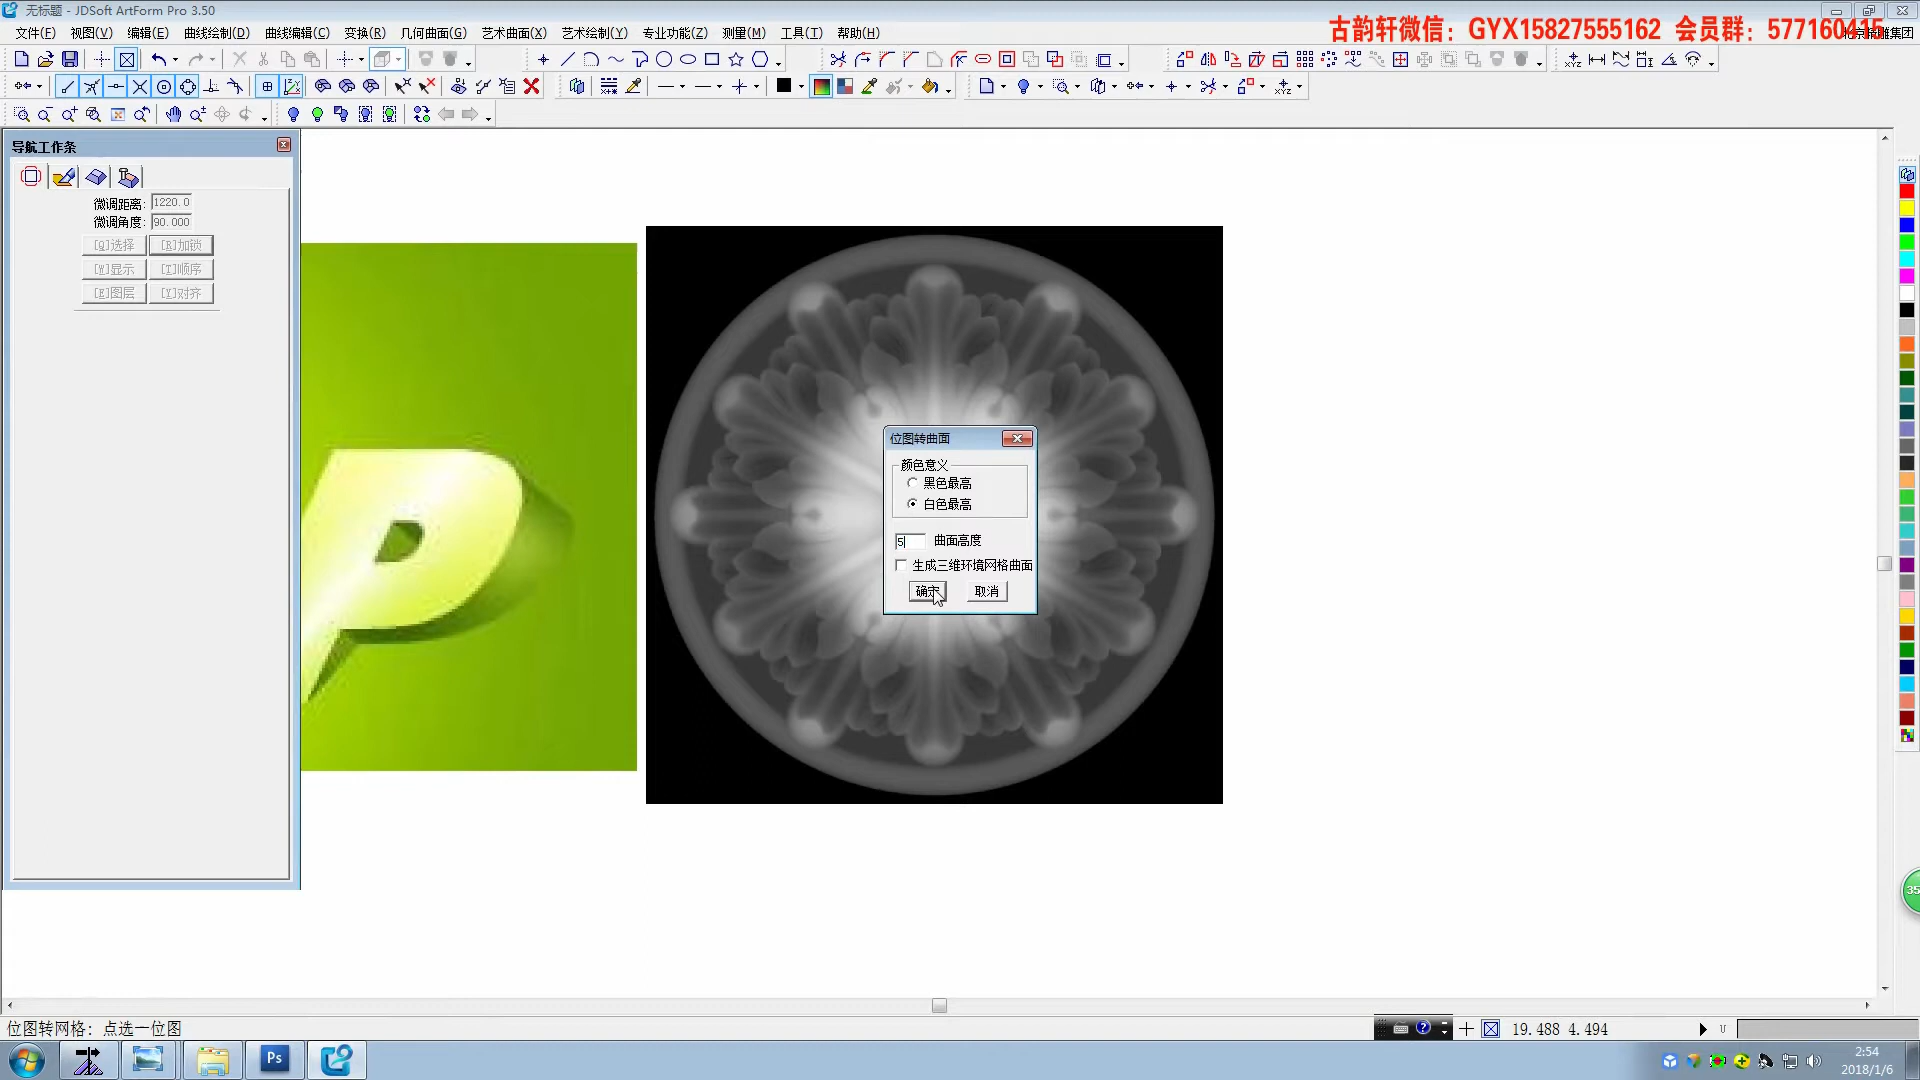 无标题 - JDSoft ArtForm Pro 3.50
文件(F) 视图(V) 编辑(E) 曲线绘制(D) 曲线编辑(C) 变换(R) 几何曲面(G) 艺术曲面(X) 艺术绘制(Y) 专业功能(Z) 测量(M) 工具(T) 帮助(H)
古韵轩微信：GYX15827555162 会员群：577160415
导航工作条
微调距离: 1220.0
微调角度: 90.000
[Q]选择 [R]加锁
[W]显示 [T]顺序
[E]图层 [Y]对齐
P
位图转曲面
颜色意义
黑色最高
白色最高
5 曲面高度
生成三维环境网格曲面
确定 取消
35
位图转网格: 点选一位图
19.488 4.494
Ps
2:54
2018/1/6